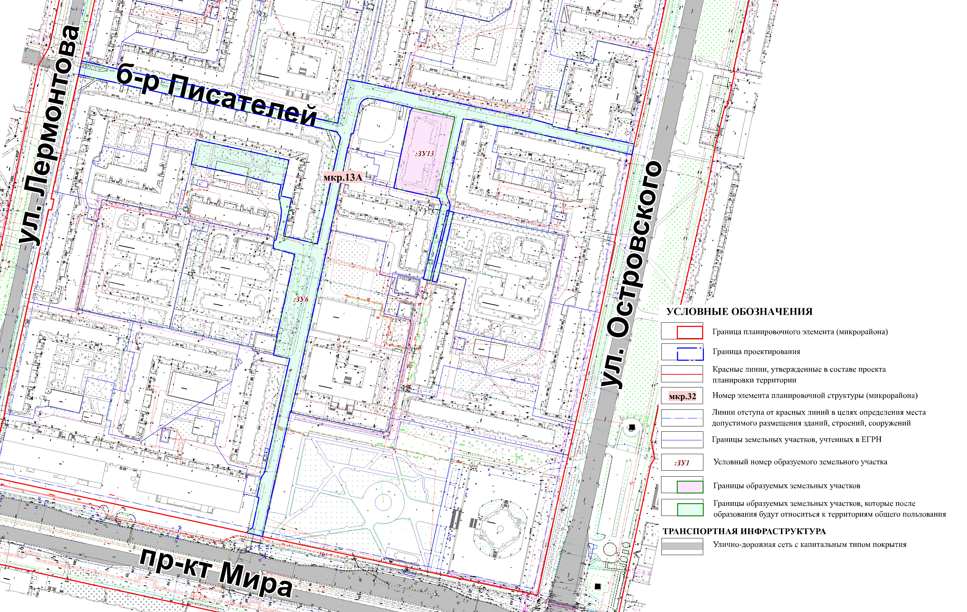 ул. Лермонтова
б-р Писателей
:ЗУ13
мкр.13А
ул. Островского
:ЗУ6
пр-кт Мира
УСЛОВНЫЕ ОБОЗНАЧЕНИЯ
Граница планировочного элемента (микрорайона)
Граница проектирования
Красные линии, утвержденные в составе проекта
планировки территории
мкр.32
Номер элемента планировочной структуры (микрорайона)
Линии отступа от красных линий в целях определения места
допустимого размещения зданий, строений, сооружений
Границы земельных участков, учтенных в ЕГРН
:ЗУ1
Условный номер образуемого земельного участка
Границы образуемых земельных участков
Границы образуемых земельных участков, которые после
образования будут относиться к территориям общего пользования
ТРАНСПОРТНАЯ ИНФРАСТРУКТУРА
Улично-дорожная сеть с капитальным типом покрытия